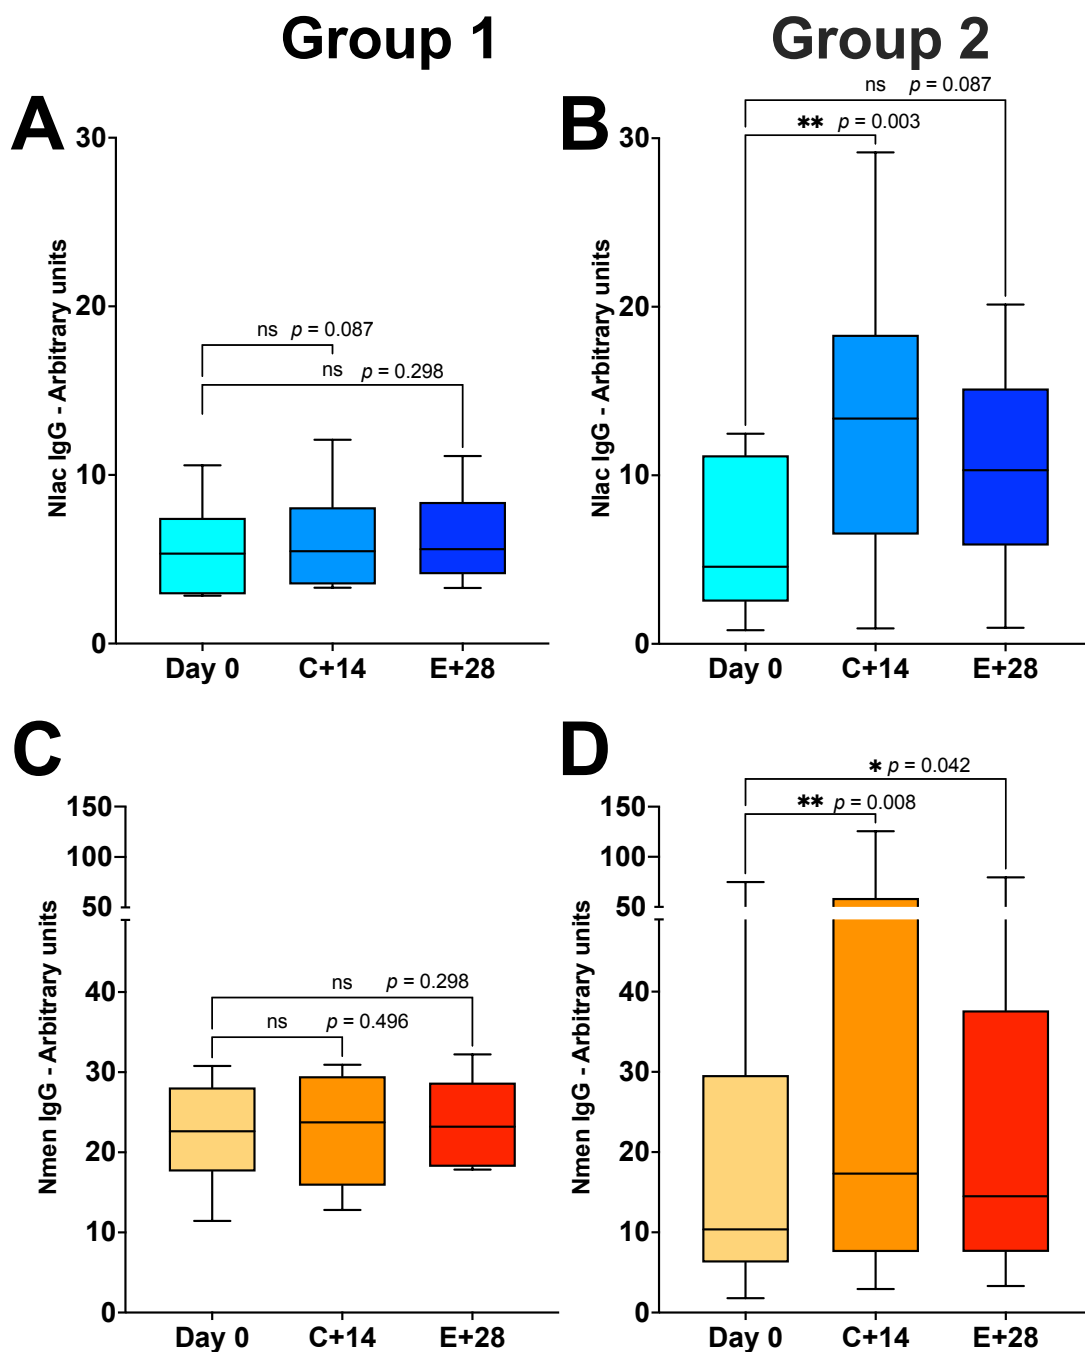 Group 1
Group 2
A
Nlac IgG - Arbitrary units
30
20
10
0
ns p = 0.087
ns p = 0.298
Day 0 C+14 E+28
B
Nlac IgG - Arbitrary units
30
20
10
0
ns p = 0.087
** p = 0.003
Day 0 C+14 E+28
C
Nmen IgG - Arbitrary units
150
100
50
40
30
20
10
0
ns p = 0.298
ns p = 0.496
Day 0 C+14 E+28
D
Nmen IgG - Arbitrary units
150
100
50
40
30
20
10
0
* p = 0.042
** p = 0.008
Day 0 C+14 E+28